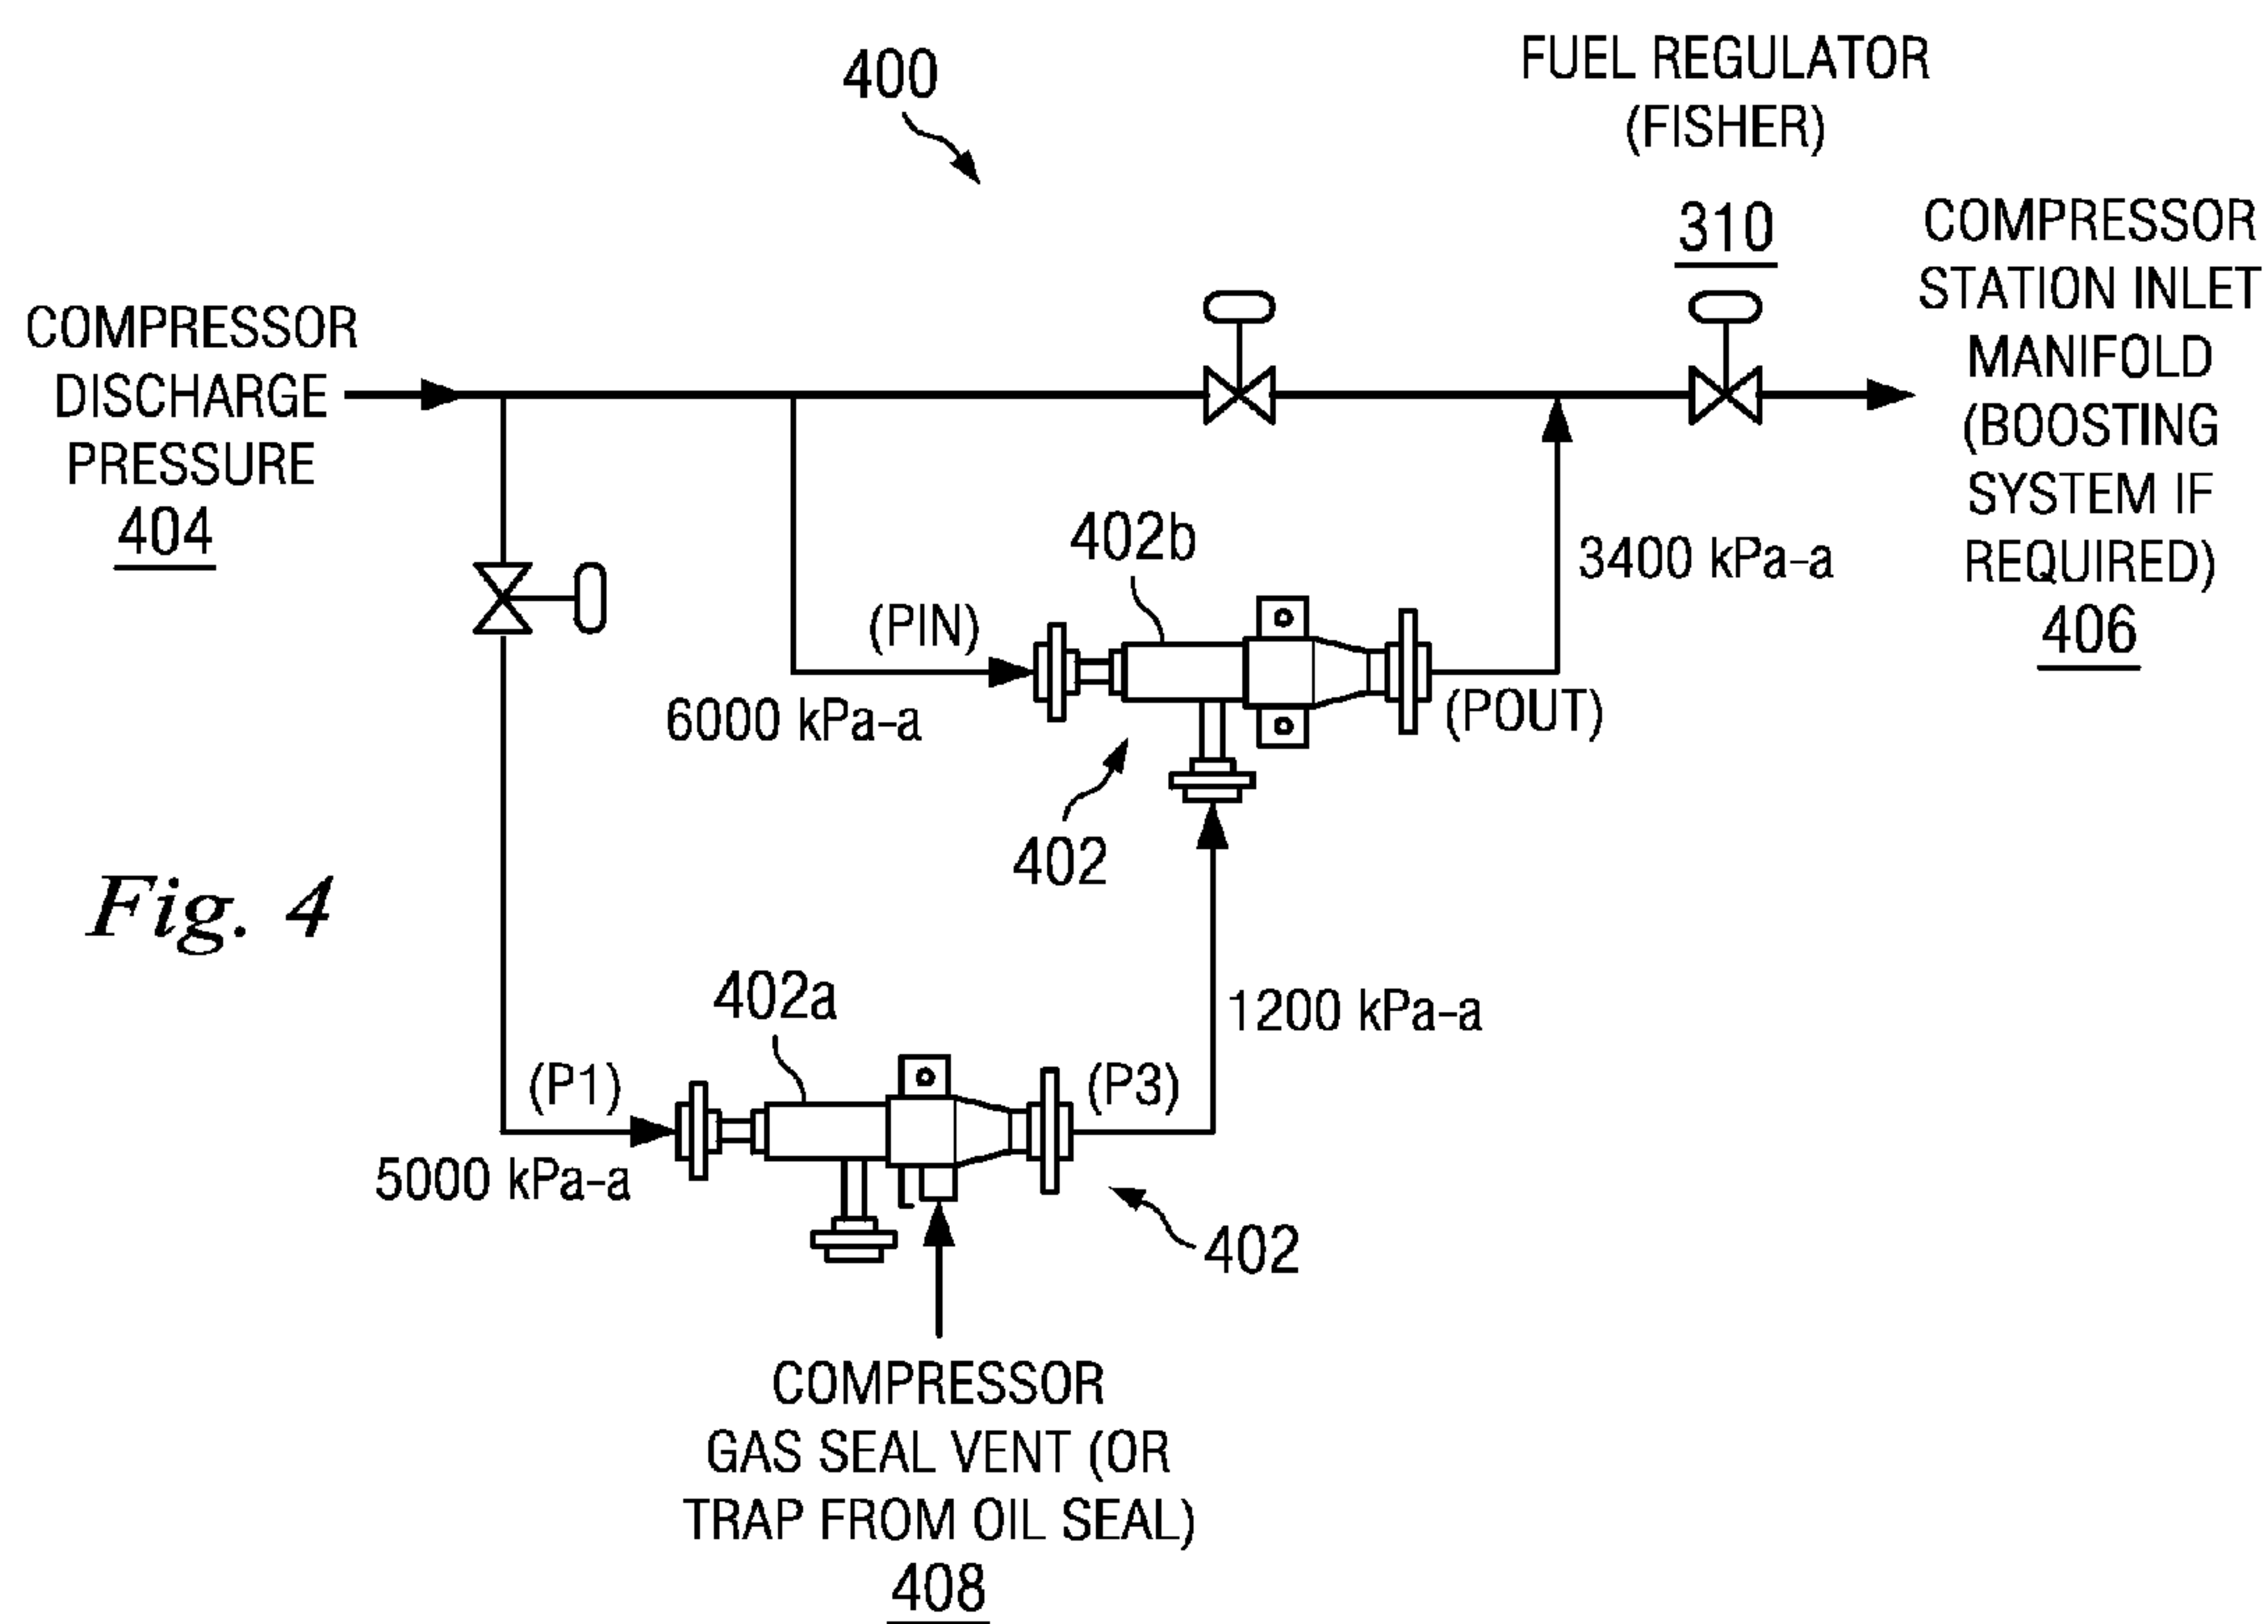 400
FUEL REGULATOR
(FISHER)
310
COMPRESSOR
STATION INLET
MANIFOLD
(BOOSTING
SYSTEM IF
REQUIRED)
406
COMPRESSOR
DISCHARGE
PRESSURE
404
402b
3400 kPa-a
(PIN)
6000 kPa-a
(POUT)
402
Fig. 4
402a
1200 kPa-a
(P1)
(P3)
5000 kPa-a
402
COMPRESSOR
GAS SEAL VENT (OR
TRAP FROM OIL SEAL)
408